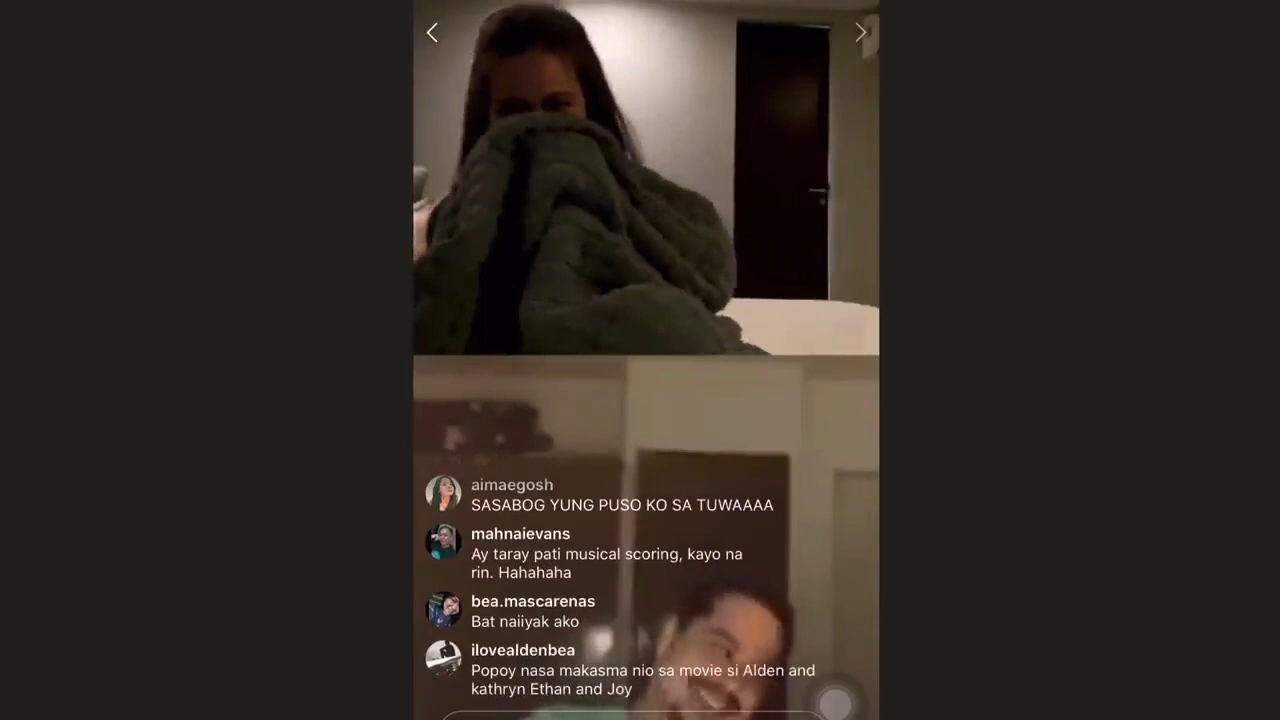 aimaegosh
SASABOG YUNG PUSO KO SA TUWAAAA
mahnaievans
Ay taray pati musical scoring, kayo na
rin. Hahahaha
bea.mascarenas
Bat naiiyak ako
ilovealdenbea
Popoy nasa makasma nio sa movie si Alden and
kathryn Ethan and Joy